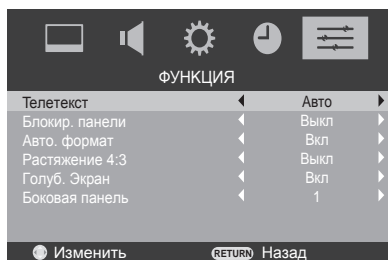 ФУНКЦИЯ
Телетекст Авто
Блокир. панели Выкл
Авто. формат Вкл
Растяжение 4:3 Выкл
Голуб. Экран Вкл
Боковая панель 1
Изменить RETURN Назад